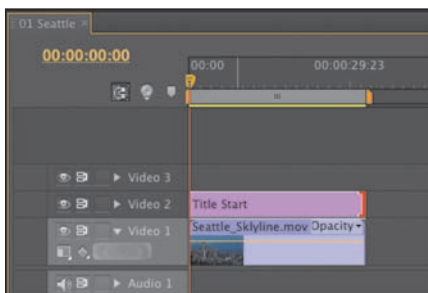 01 Seattle ×
00:00:00:00
00:00 00:00:29:23
Video 3
Video 2 Title Start
Video 1 Seattle_Sklyline.mov Opacity
Audio 1